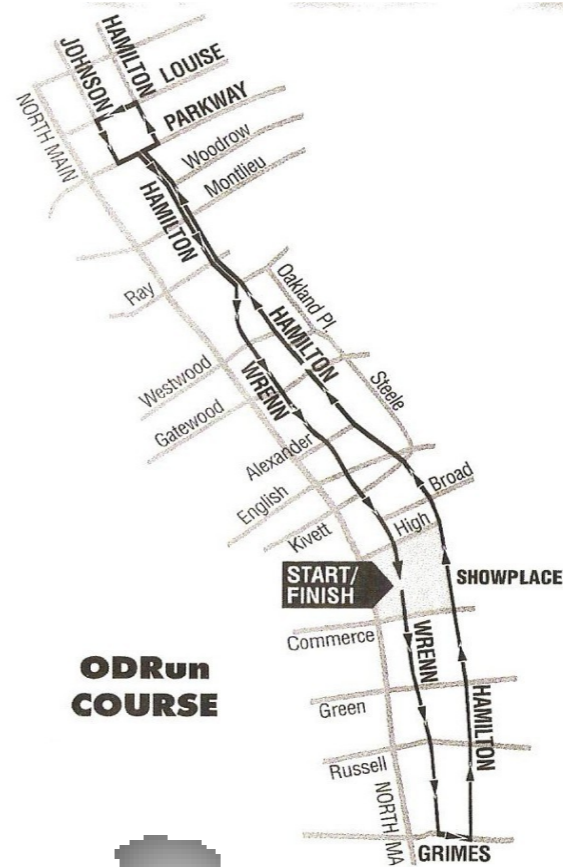 HAMILTON
JOHNSON
LOUISE
NORTH MAIN
PARKWAY
Woodrow
Montlieu
HAMILTON
Ray
Oakland Pl.
HAMILTON
Westwood
WRENN
Steele
Gatewood
Alexander
English
Broad
Kivett
High
START/
FINISH
SHOWPLACE
Commerce
WRENN
ODRun
COURSE
Green
HAMILTON
Russell
NORTH MA
GRIMES